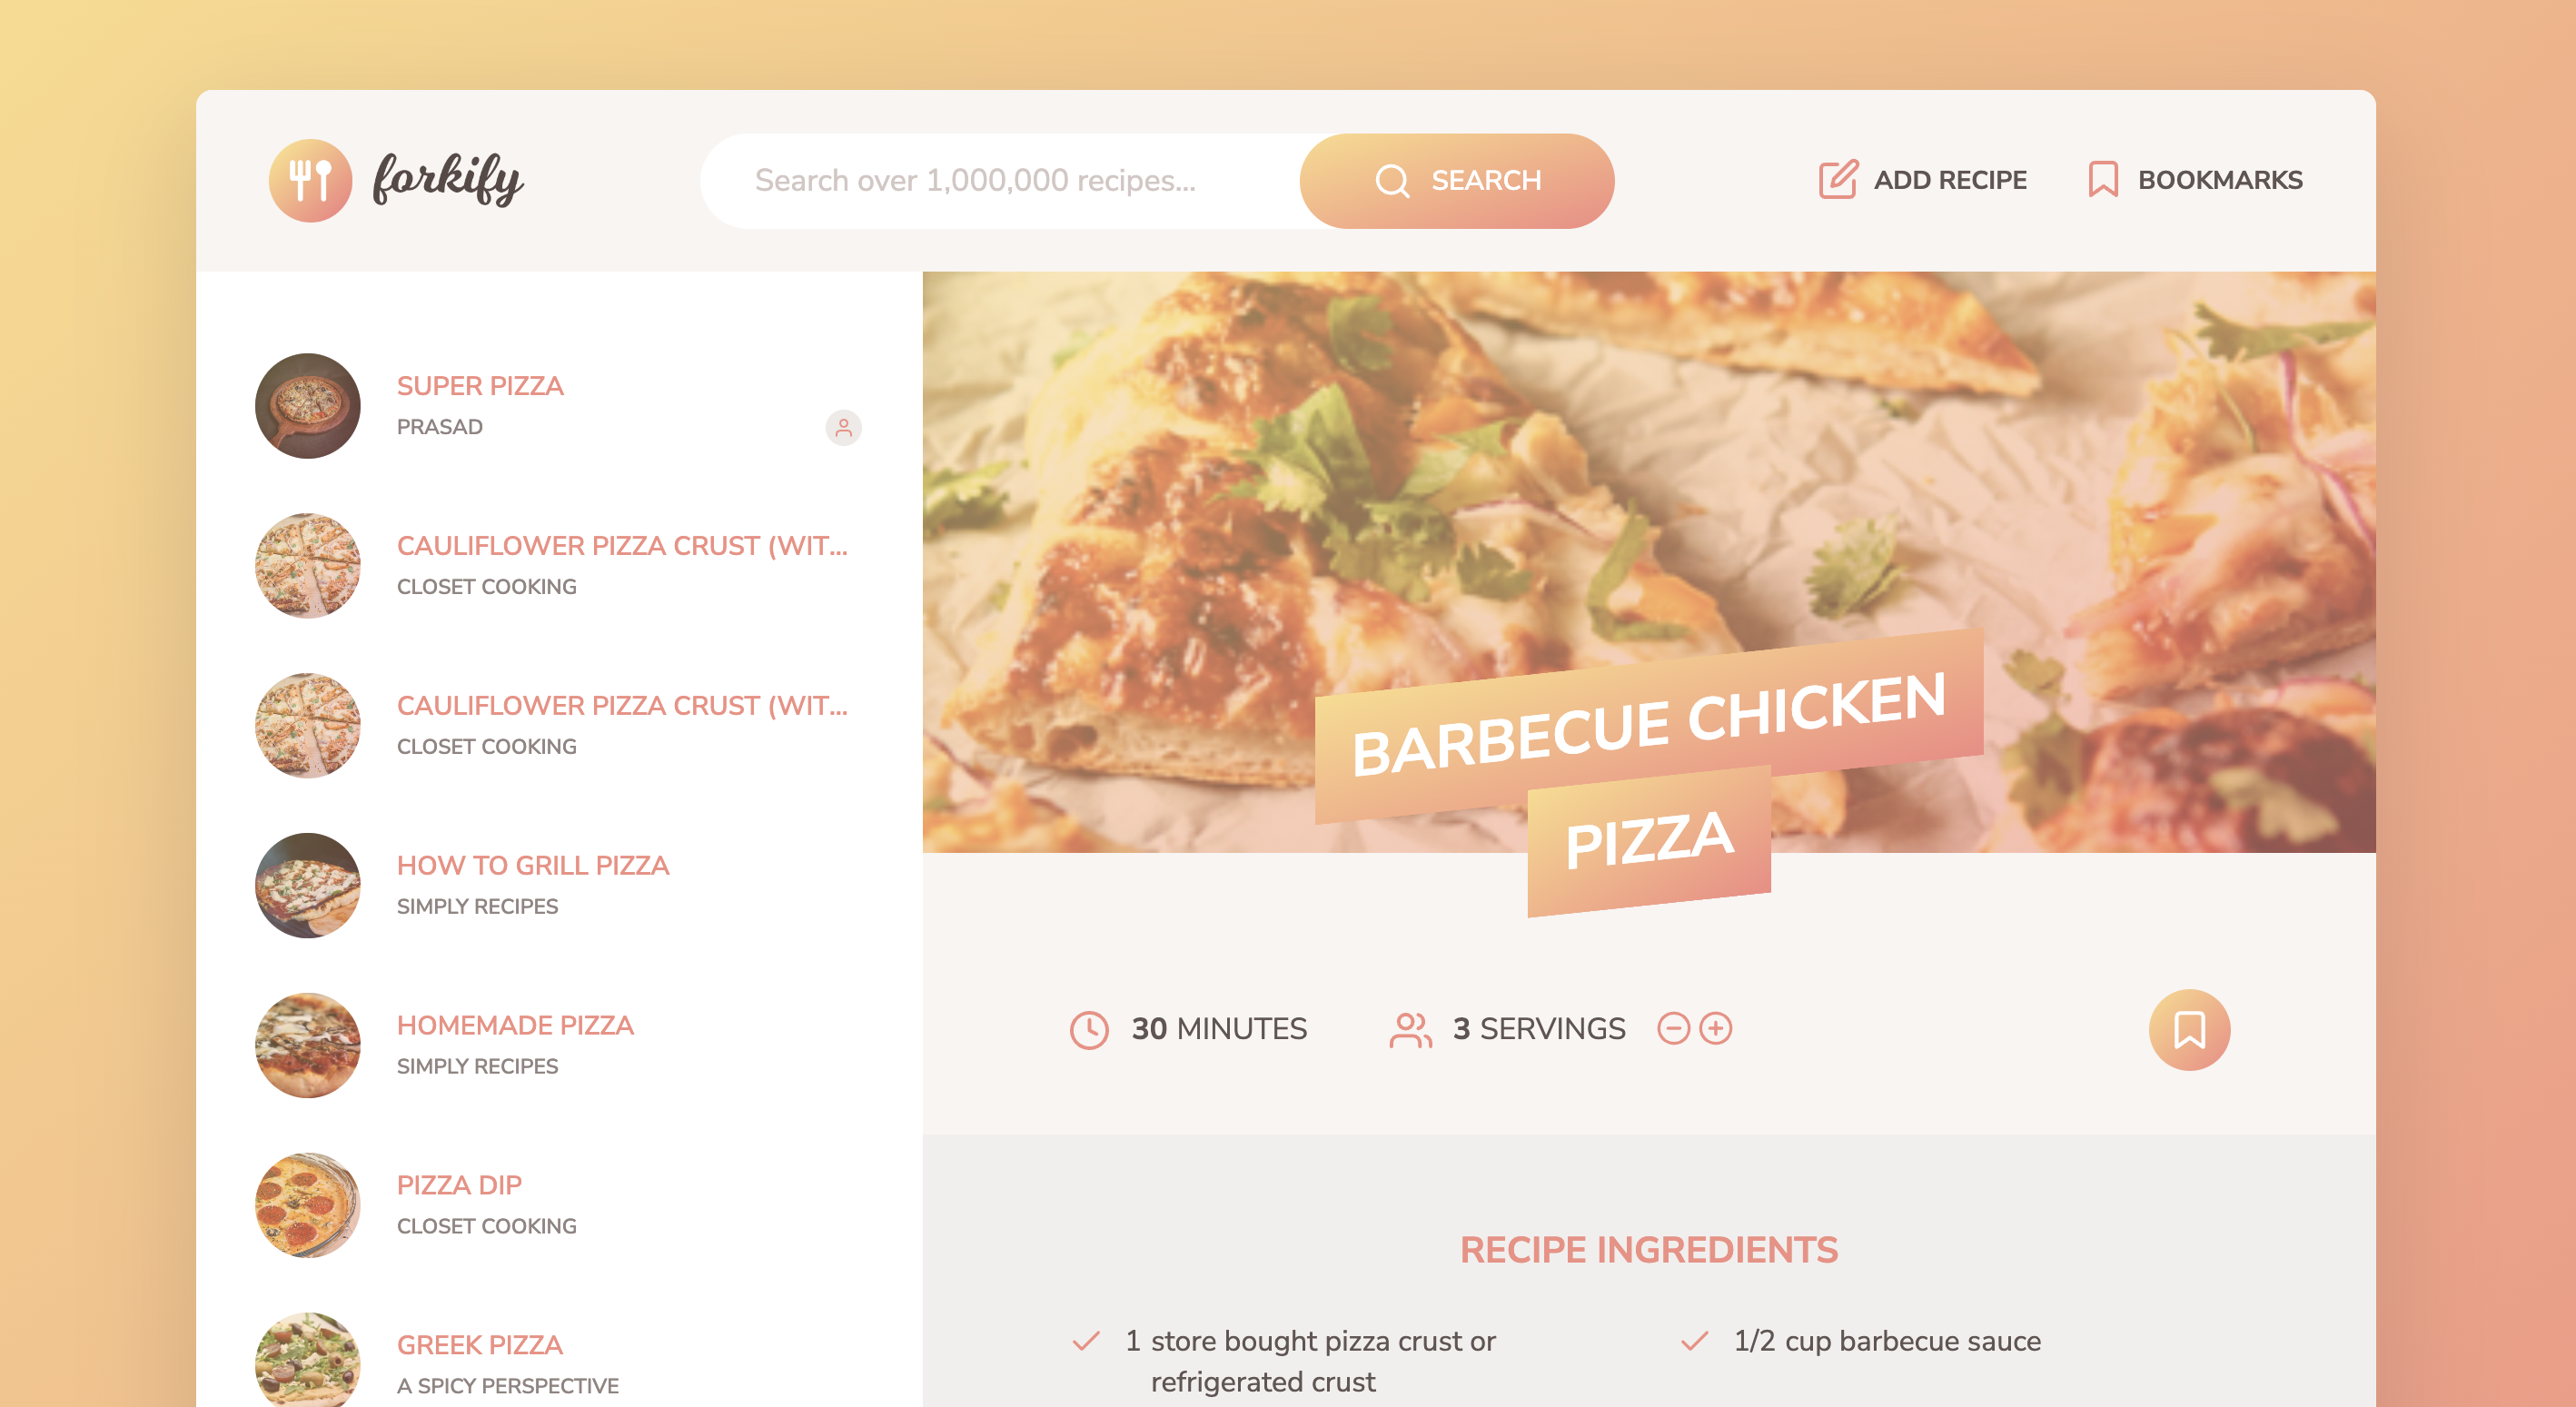 forkify
Search over 1,000,000 recipes...
SEARCH
ADD RECIPE
BOOKMARKS
SUPER PIZZA
PRASAD
CAULIFLOWER PIZZA CRUST (WIT...
CLOSET COOKING
CAULIFLOWER PIZZA CRUST (WIT...
CLOSET COOKING
HOW TO GRILL PIZZA
SIMPLY RECIPES
HOMEMADE PIZZA
SIMPLY RECIPES
PIZZA DIP
CLOSET COOKING
GREEK PIZZA
A SPICY PERSPECTIVE
BARBECUE CHICKEN
PIZZA
30 MINUTES
3 SERVINGS
RECIPE INGREDIENTS
1 store bought pizza crust or
refrigerated crust
1/2 cup barbecue sauce